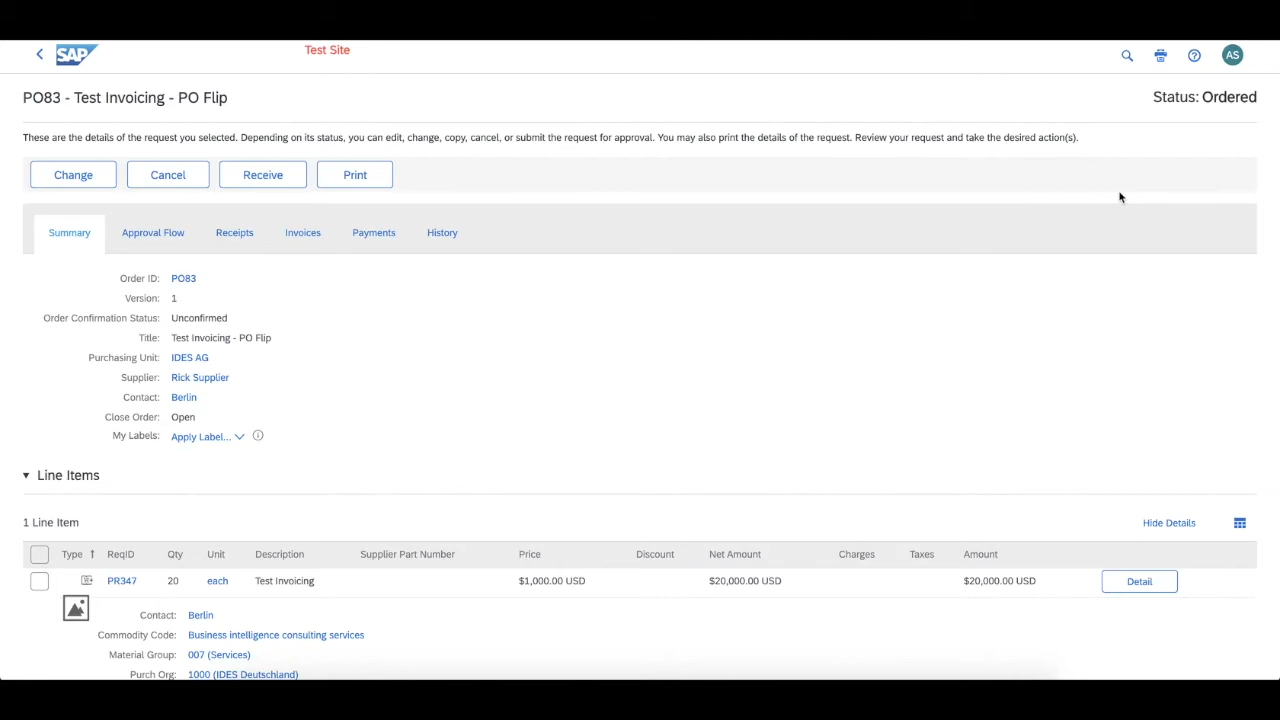 SAP
Test Site
AS
PO83 - Test Invoicing - PO Flip
Status: Ordered
These are the details of the request you selected. Depending on its status, you can edit, change, copy, cancel, or submit the request for approval. You may also print the details of the request. Review your request and take the desired action(s).
Change Cancel Receive Print
Summary Approval Flow Receipts Invoices Payments History
Order ID: PO83
Version: 1
Order Confirmation Status: Unconfirmed
Title: Test Invoicing - PO Flip
Purchasing Unit: IDES AG
Supplier: Rick Supplier
Contact: Berlin
Close Order: Open
My Labels: Apply Label...
Line Items
1 Line Item
Hide Details
Type ↑ ReqID Qty Unit Description Supplier Part Number Price Discount Net Amount Charges Taxes Amount
PR347 20 each Test Invoicing $1,000.00 USD $20,000.00 USD $20,000.00 USD Detail
Contact: Berlin
Commodity Code: Business intelligence consulting services
Material Group: 007 (Services)
Purch Org: 1000 (IDES Deutschland)